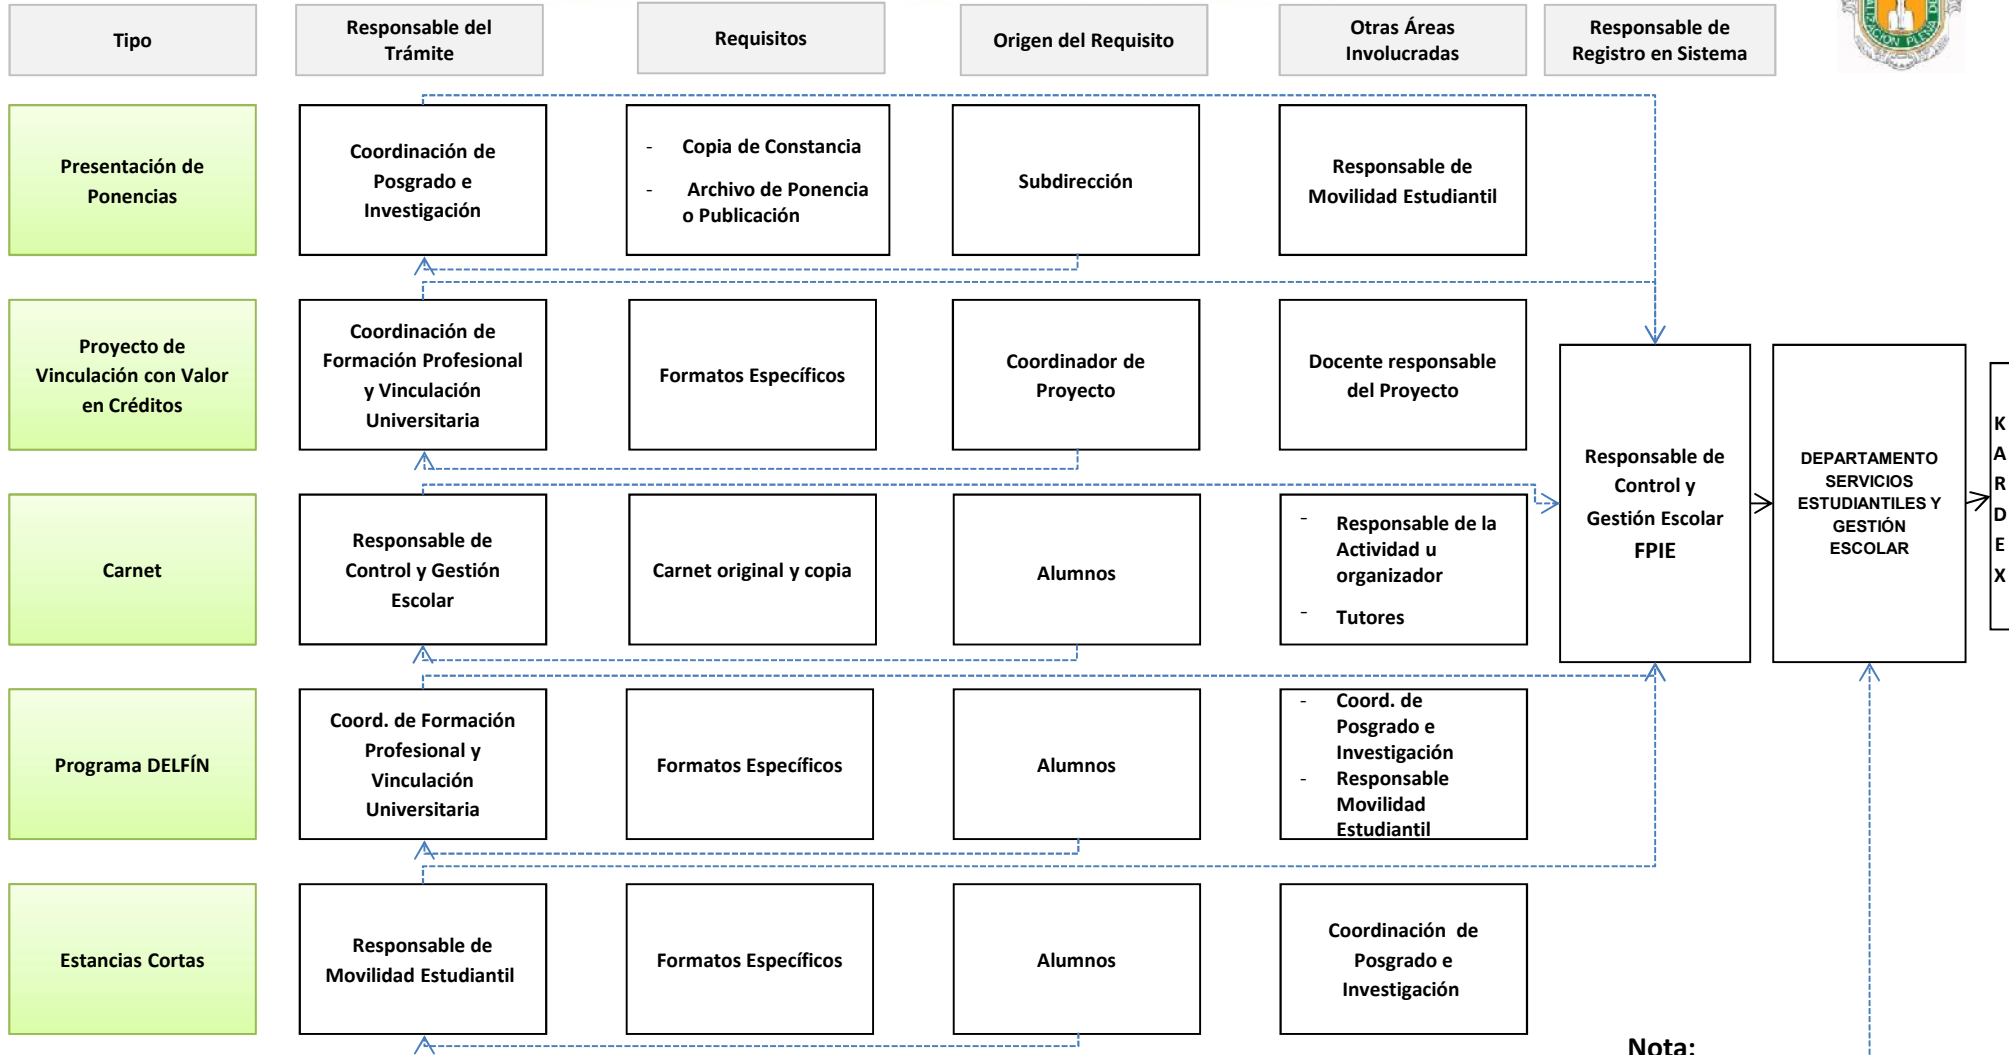 Tipo
Responsable del
Trámite
Requisitos
Origen del Requisito
Otras Áreas
Involucradas
Responsable de
Registro en Sistema
Presentación de
Ponencias
Coordinación de
Posgrado e
Investigación
- Copia de Constancia
- Archivo de Ponencia
o Publicación
Subdirección
Responsable de
Movilidad Estudiantil
Proyecto de
Vinculación con Valor
en Créditos
Coordinación de
Formación Profesional
y Vinculación
Universitaria
Formatos Específicos
Coordinador de
Proyecto
Docente responsable
del Proyecto
Carnet
Responsable de
Control y Gestión
Escolar
Carnet original y copia
Alumnos
- Responsable de la
Actividad u
organizador
- Tutores
Responsable de
Control y
Gestión Escolar
FPIE
DEPARTAMENTO
SERVICIOS
ESTUDIANTILES Y
GESTIÓN
ESCOLAR
K
A
R
D
E
X
Programa DELFÍN
Coord. de Formación
Profesional y
Vinculación
Universitaria
Formatos Específicos
Alumnos
- Coord. de
Posgrado e
Investigación
- Responsable
Movilidad
Estudiantil
Estancias Cortas
Responsable de
Movilidad Estudiantil
Formatos Específicos
Alumnos
Coordinación de
Posgrado e
Investigación
Nota: